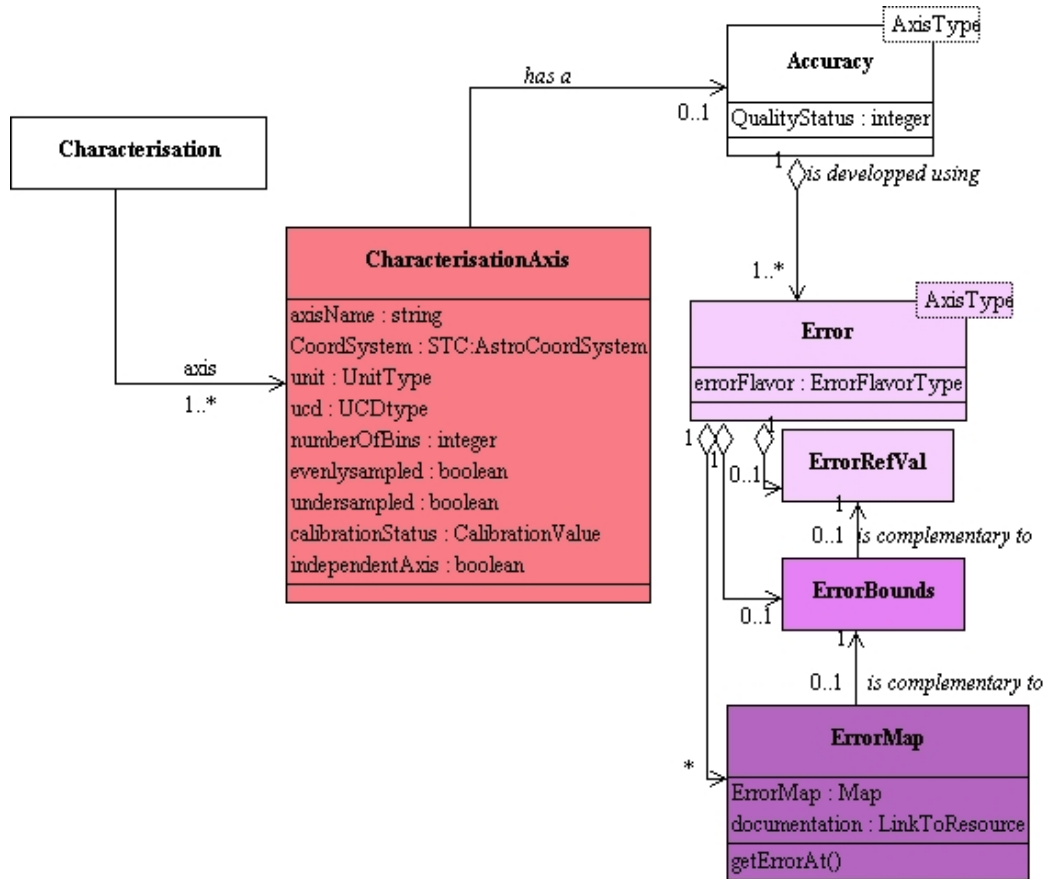 AxisType
Accuracy
has a
0..1
QualityStatus : integer
Characterisation
1
is developped using
CharacterisationAxis
1..*
AxisType
axisName : string
Error
CoordSystem : STC:AstroCoordSystem
axis
unit : UnitType
errorFlavor : ErrorFlavorType
1..*
ucd : UCDtype
numberOfBins : integer
1
1
1
ErrorRefVal
evenlysampled : boolean
0..1
undersampled : boolean
1
calibrationStatus : CalibrationValue
0..1
is complementary to
independentAxis : boolean
ErrorBounds
0..1
1
0..1
is complementary to
ErrorMap
*
ErrorMap : Map
documentation : LinkToResource
getErrorAt()